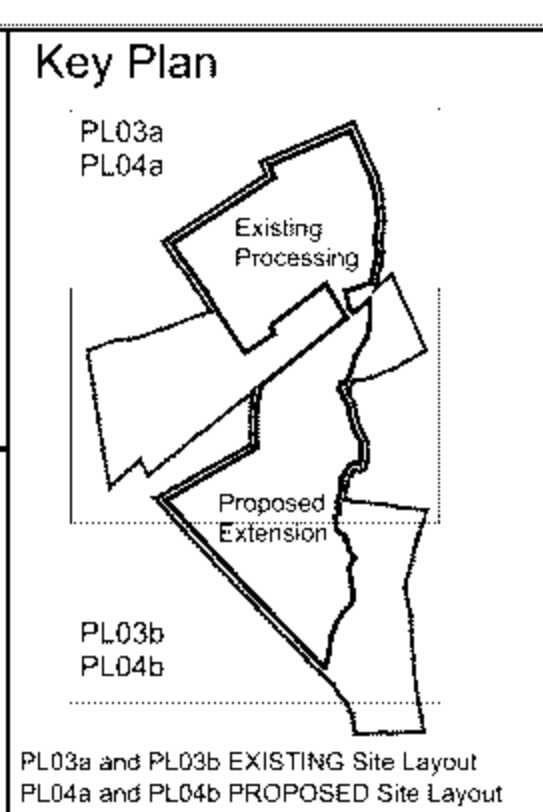 Key Plan
PL03a
PL04a
Existing
Processing
Proposed
Extension
PL03b
PL04b
PL03a and PL03b EXISTING Site Layout
PL04a and PL04b PROPOSED Site Layout